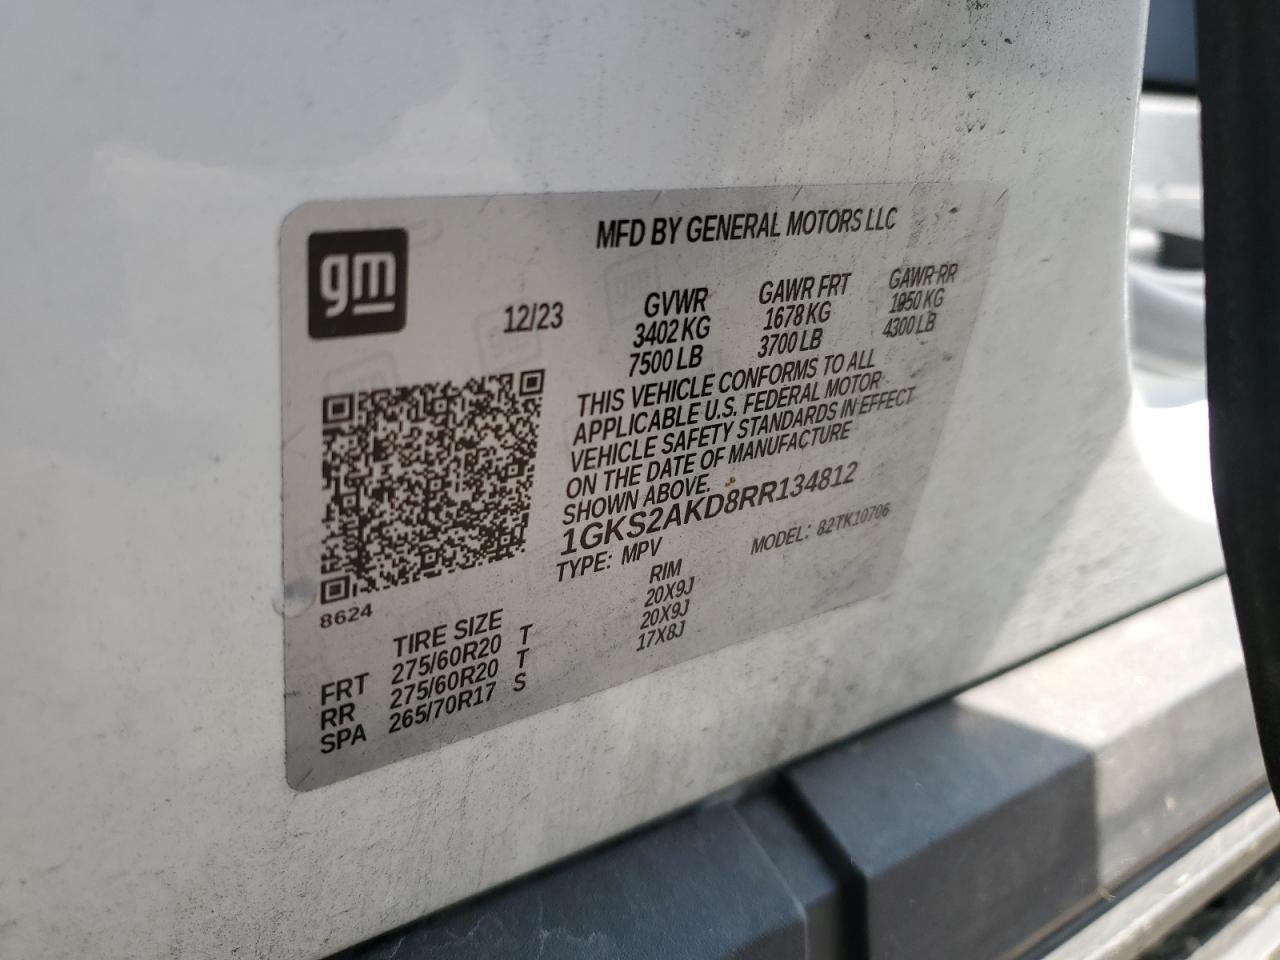 gm
MFD BY GENERAL MOTORS LLC
12/23
GVWR GAWR FRT GAWR RR
3402 KG 1678 KG 1950 KG
7500 LB 3700 LB 4300 LB
THIS VEHICLE CONFORMS TO ALL
APPLICABLE U.S. FEDERAL MOTOR
VEHICLE SAFETY STANDARDS IN EFFECT
ON THE DATE OF MANUFACTURE
SHOWN ABOVE.
1GKS2AKD8RR134812
TYPE: MPV MODEL: 82TK10706
8624
TIRE SIZE RIM
FRT 275/60R20 T 20X9J
RR 275/60R20 T 20X9J
SPA 265/70R17 S 17X8J